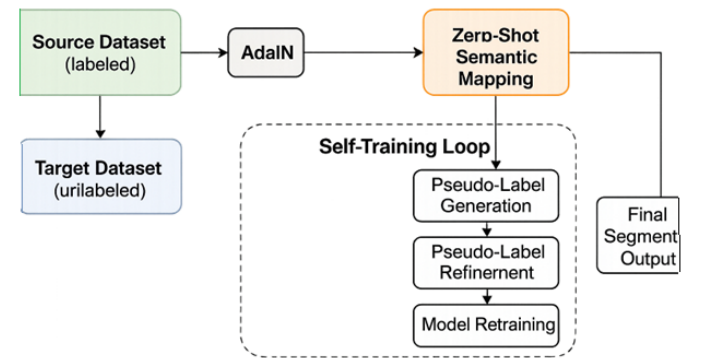 Source Dataset
(labeled)
AdaIN
Zero-Shot
Semantic
Mapping
Target Dataset
(urilabeled)
Self-Training Loop
Pseudo-Label
Generation
Pseudo-Label
Refinernent
Model Retraining
Final
Segment
Output